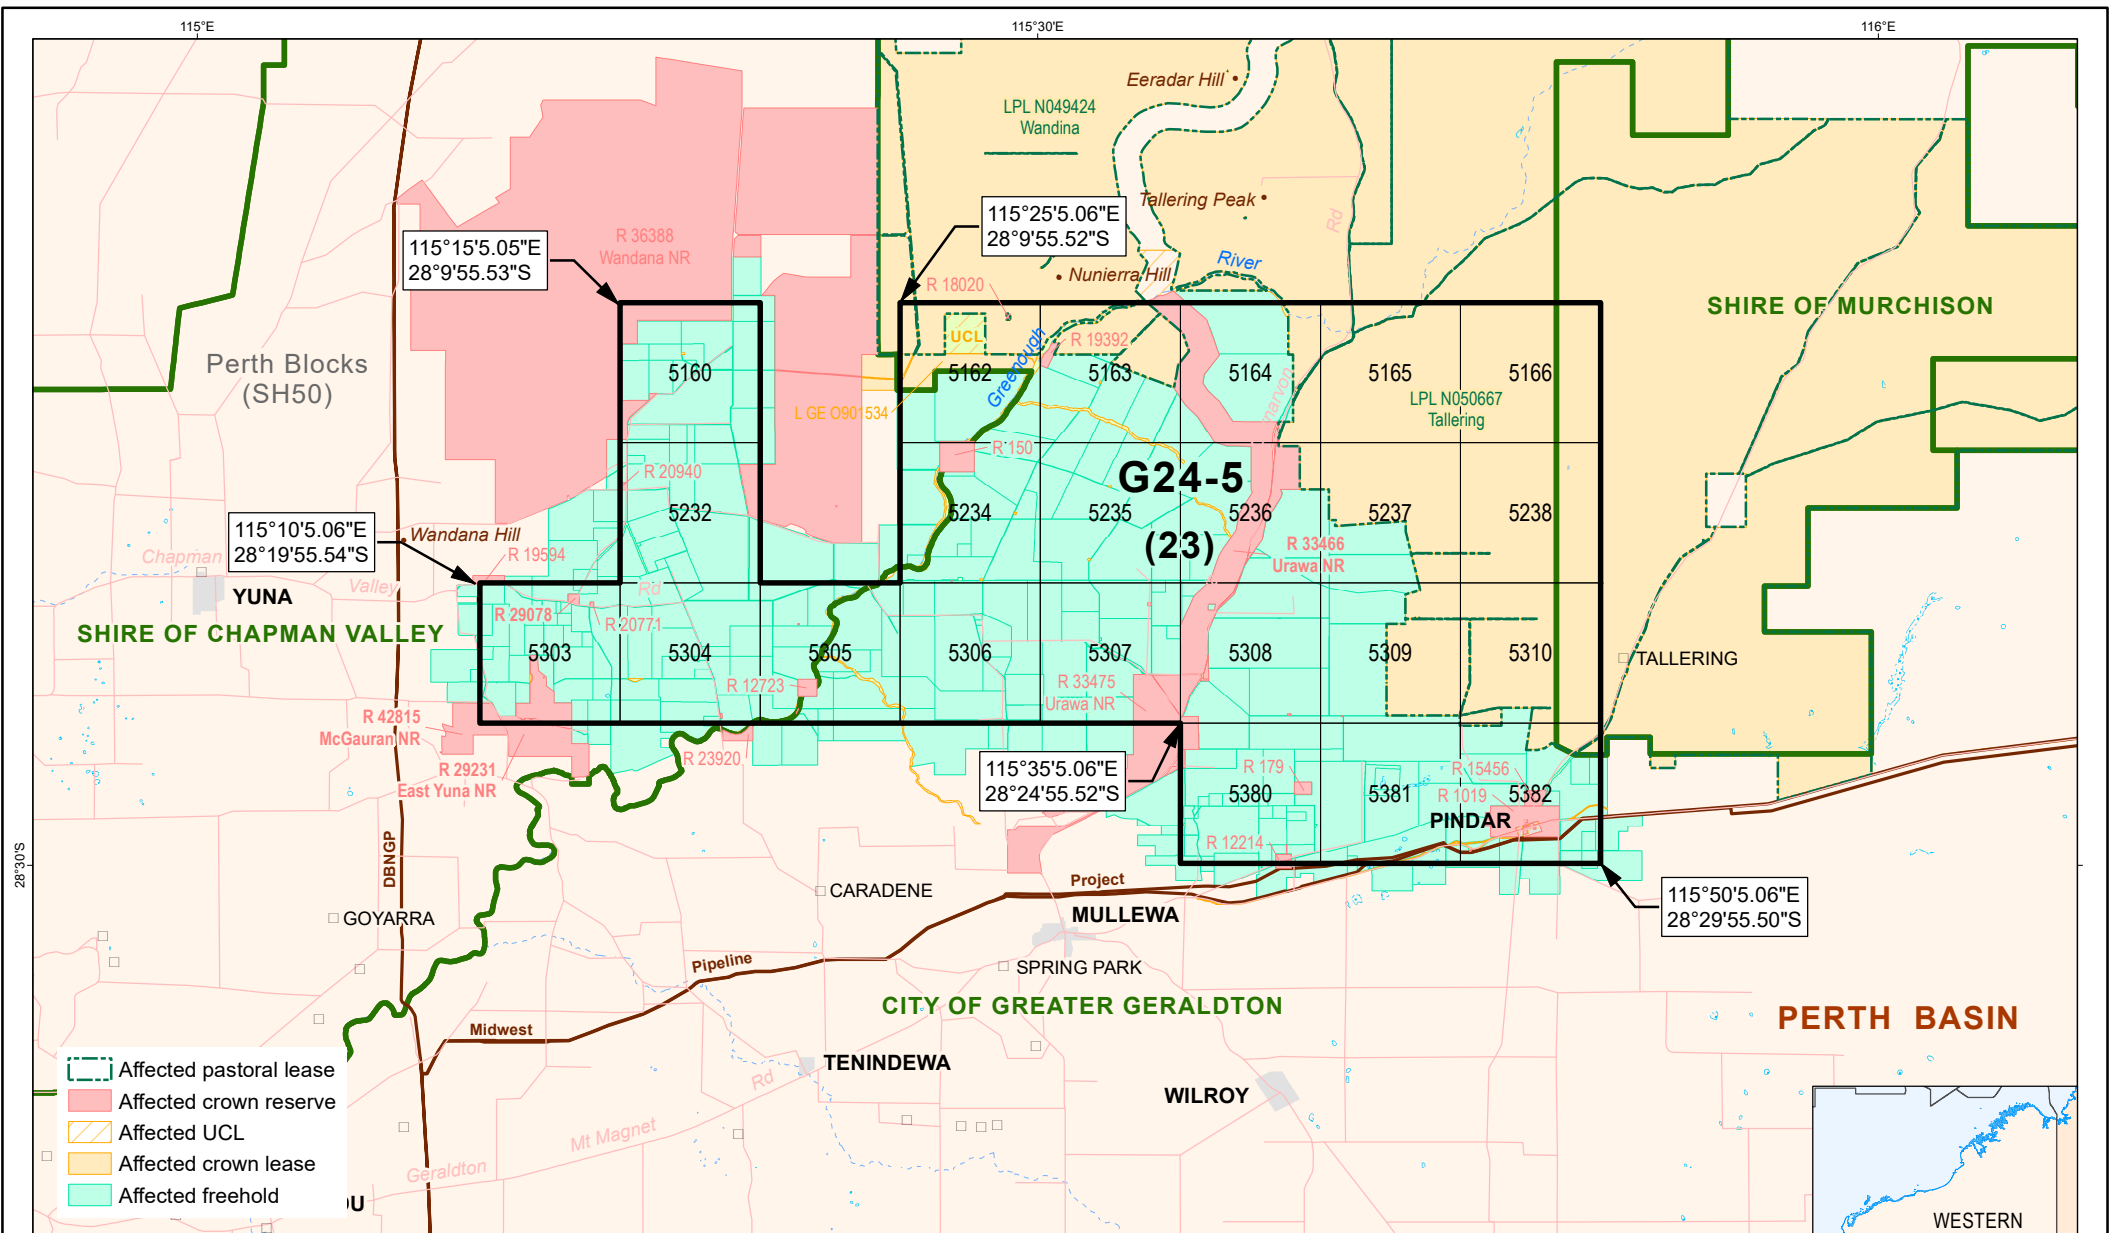 115°E
115°30'E
116°E
Eeradar Hill
LPL N049424
Wandina
Tallering Peak
Rd
115°25'5.06"E
28°9'55.52"S
R 36388
Wandana NR
115°15'5.05"E
28°9'55.53"S
River
Nunierra Hill
R 18020
SHIRE OF MURCHISON
Perth Blocks
(SH50)
UCL
Greenough
R 19392
5160
5162
5163
5164
5165
5166
LPL N050667
Tallering
L GE O901534
R 150
R 20940
G24-5
(23)
5232
5234
5235
5236
5237
5238
115°10'5.06"E
28°19'55.54"S
Wandana Hill
R 19594
R 33466
Urawa NR
Chapman
Valley
Rd
YUNA
R 29078
R 20771
SHIRE OF CHAPMAN VALLEY
5303
5304
5305
5306
5307
5308
5309
5310
TALLERING
R 12723
R 33475
Urawa NR
R 42815
McGauran NR
R 23920
R 29231
East Yuna NR
115°35'5.06"E
28°24'55.52"S
R 179
R 15456
5380
5381
R 1019
5382
PINDAR
R 12214
DBNGP
28°30'S
CARADENE
Project
MULLEWA
115°50'5.06"E
28°29'55.50"S
GOYARRA
Pipeline
SPRING PARK
CITY OF GREATER GERALDTON
PERTH BASIN
Midwest
TENINDEWA
Rd
WILROY
Mt Magnet
Geraldton
Affected pastoral lease
Affected crown reserve
Affected UCL
Affected crown lease
Affected freehold
WESTERN